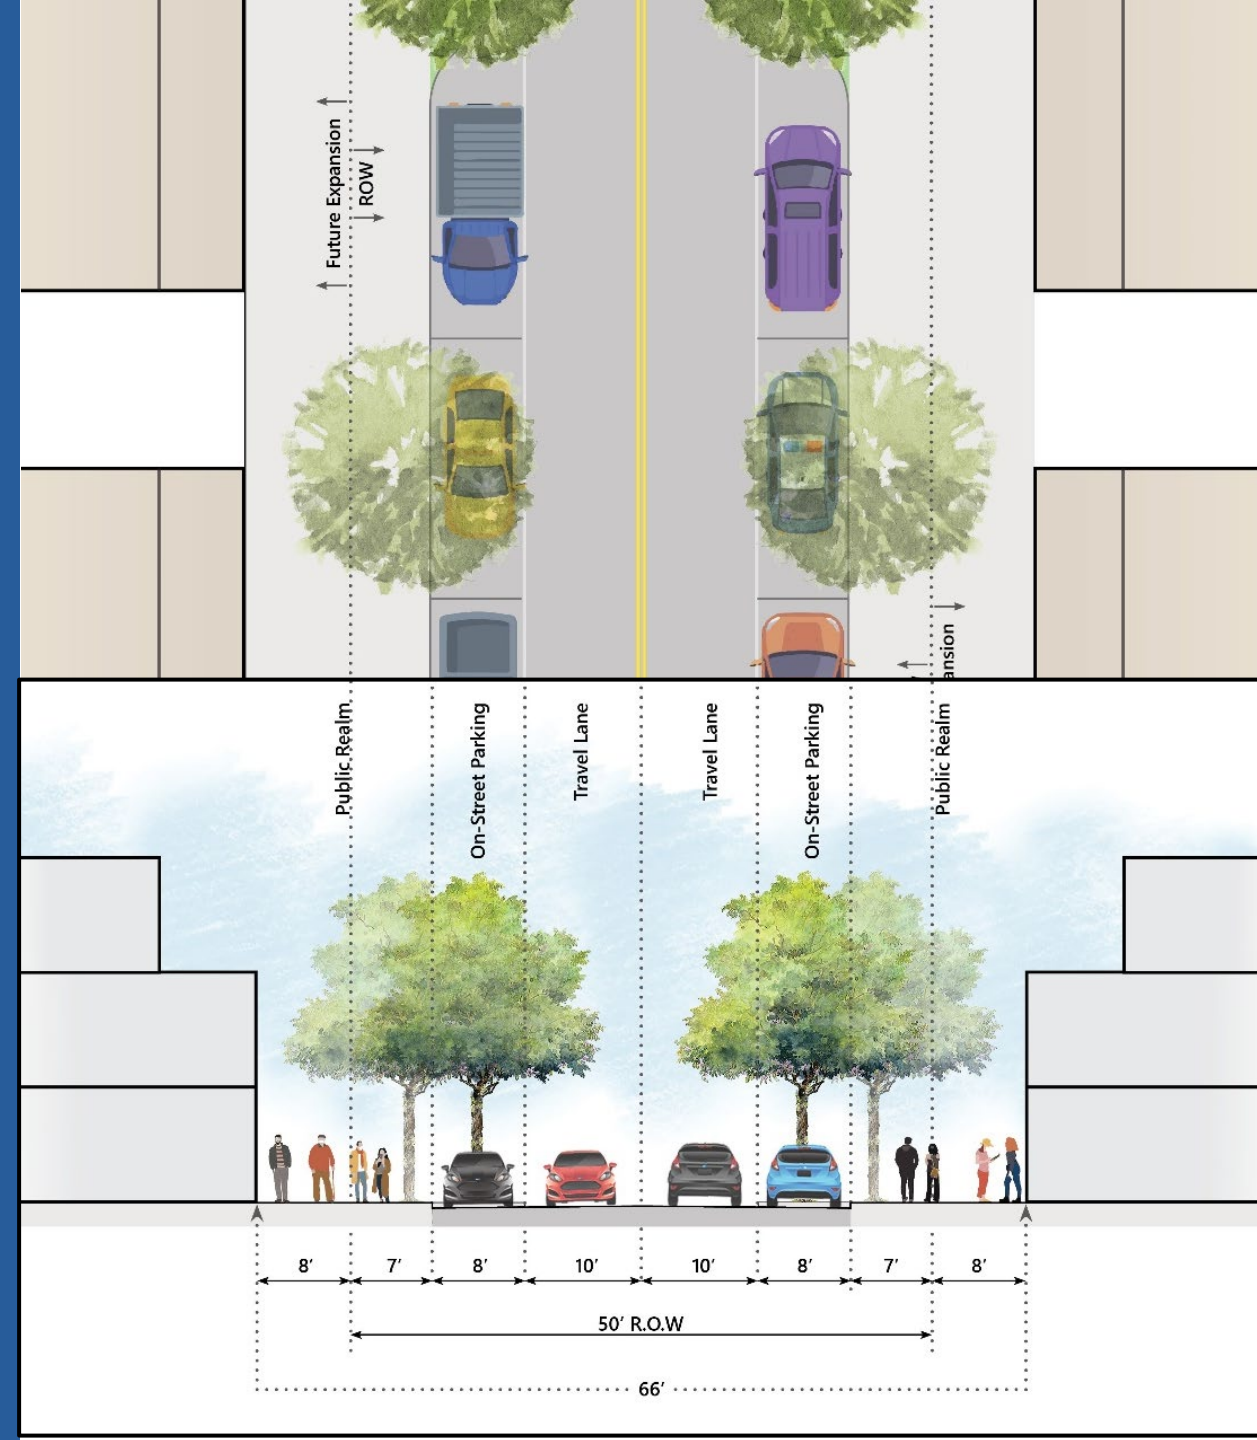 Future Expansion
ROW
ansion
Public Realm
On-Street Parking
Travel Lane
Travel Lane
On-Street Parking
Public Realm
8’
7’
8’
10’
10’
8’
7’
8’
50’ R.O.W
66’